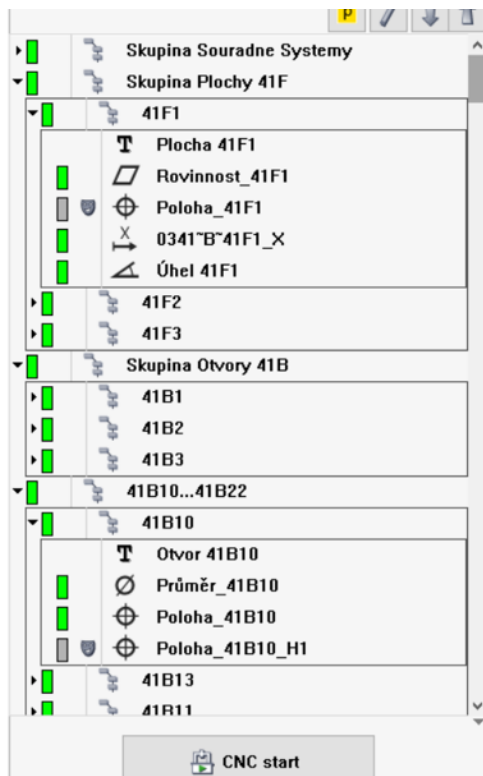 p
Skupina Souradne Systemy
Skupina Plochy 41F
41F1
T Plocha 41F1
Rovinnost_41F1
Poloha_41F1
X 0341~B~41F1_X
Úhel 41F1
41F2
41F3
Skupina Otvory 41B
41B1
41B2
41B3
41B10...41B22
41B10
T Otvor 41B10
Průměr_41B10
Poloha_41B10
Poloha_41B10_H1
41B13
41B11
CNC start